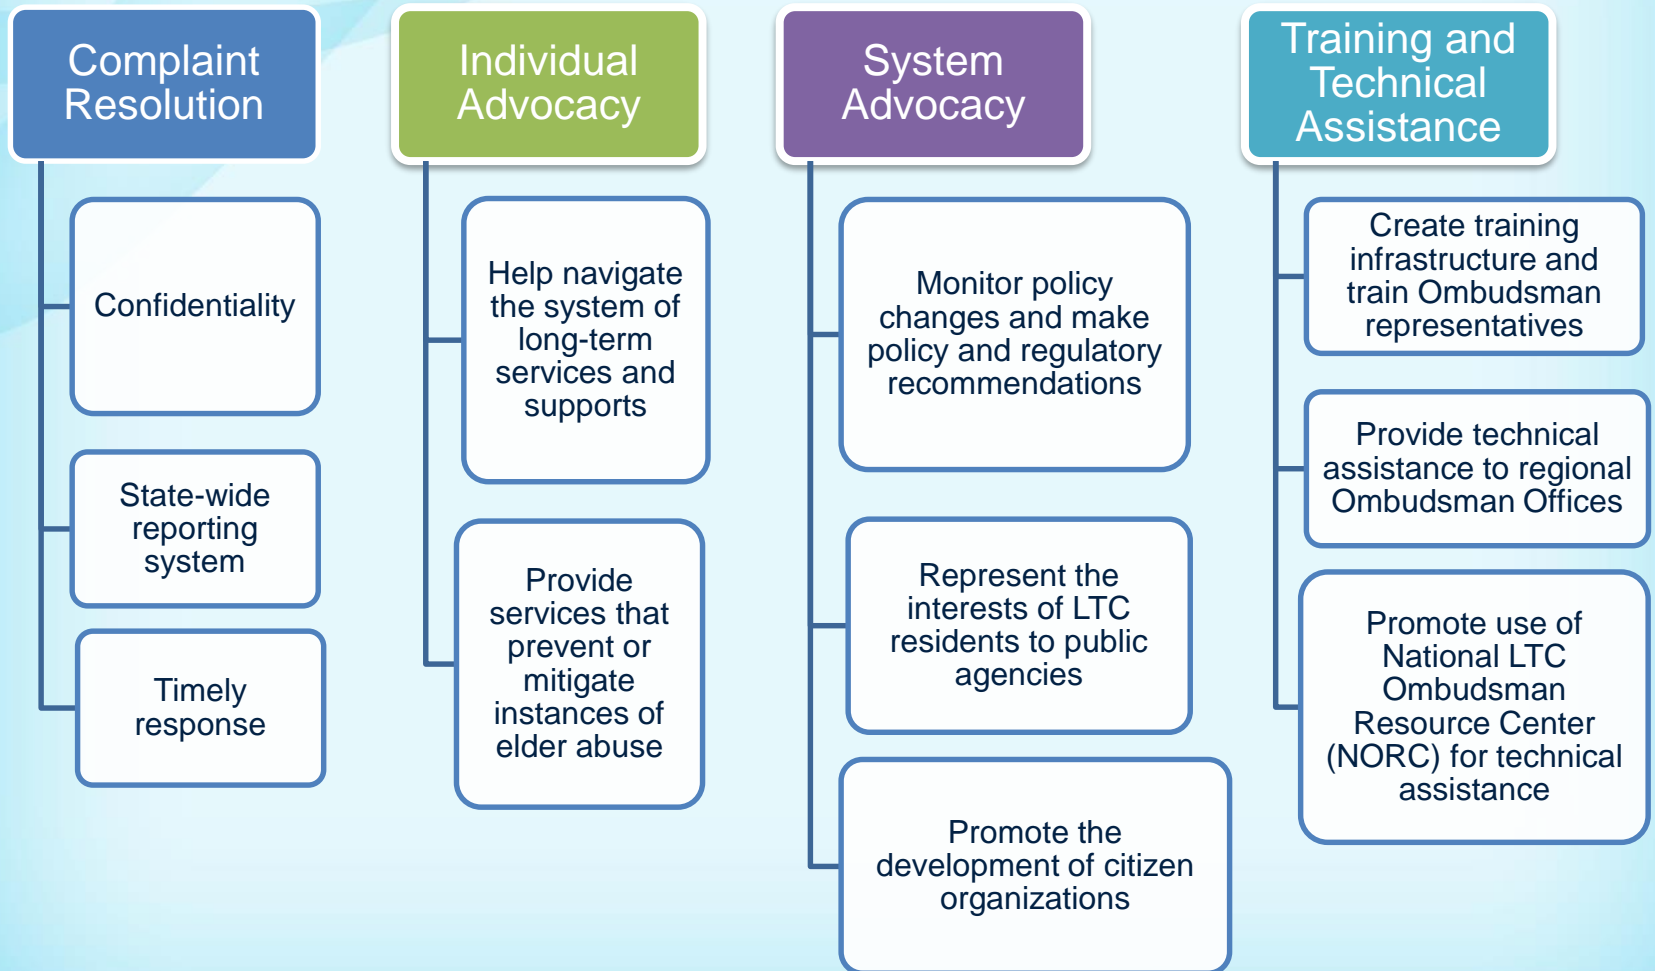 Complaint
Resolution
Confidentiality
State-wide
reporting
system
Timely
response
Individual
Advocacy
Help navigate
the system of
long-term
services and
supports
Provide
services that
prevent or
mitigate
instances of
elder abuse
System
Advocacy
Monitor policy
changes and make
policy and regulatory
recommendations
Represent the
interests of LTC
residents to public
agencies
Promote the
development of citizen
organizations
Training and
Technical
Assistance
Create training
infrastructure and
train Ombudsman
representatives
Provide technical
assistance to regional
Ombudsman Offices
Promote use of
National LTC
Ombudsman
Resource Center
(NORC) for technical
assistance